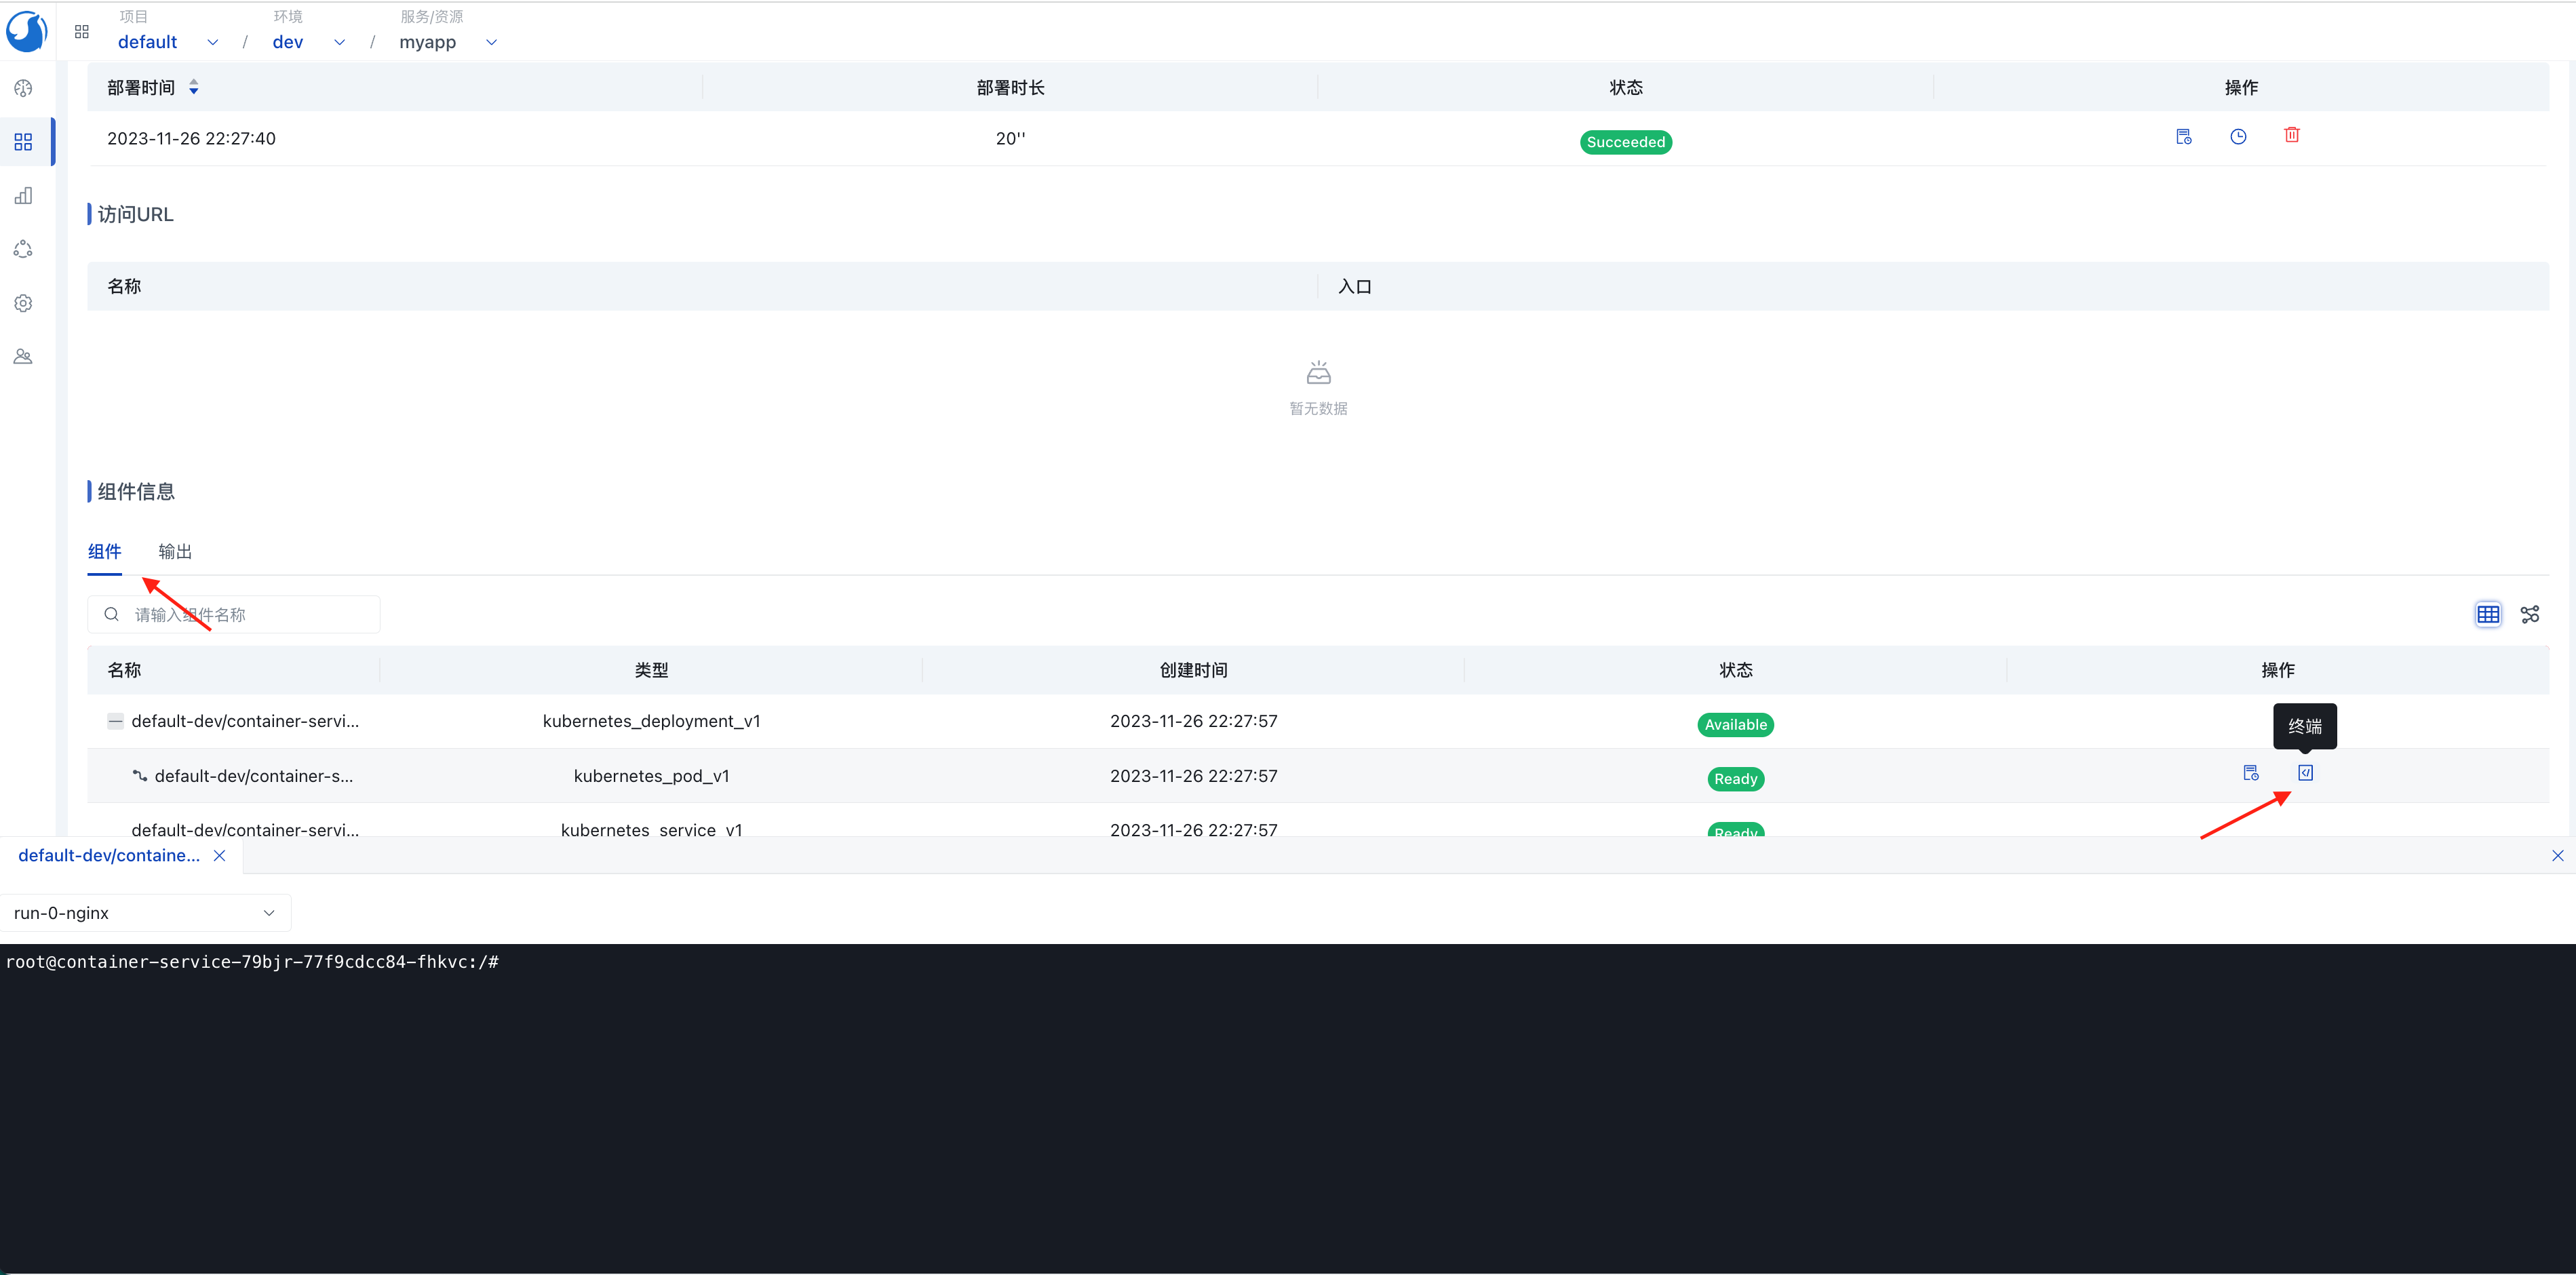 项目 环境 服务/资源
default / dev / myapp
部署时间 部署时长 状态 操作
2023-11-26 22:27:40 20'' Succeeded
访问URL
名称 入口
暂无数据
组件信息
组件 输出
请输入组件名称
名称 类型 创建时间 状态 操作
default-dev/container-servi... kubernetes_deployment_v1 2023-11-26 22:27:57 Available
终端
default-dev/container-s... kubernetes_pod_v1 2023-11-26 22:27:57 Ready
default-dev/container-servi... kubernetes_service_v1 2023-11-26 22:27:57 Ready
default-dev/containe...
run-0-nginx
root@container-service-79bjr-77f9cdcc84-fhkvc:/#